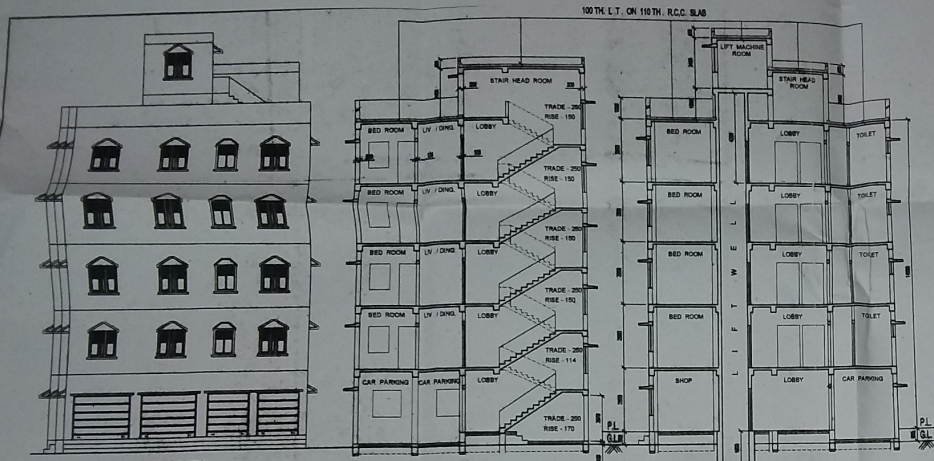 100 TH. L.T. ON 110 TH. R.C.C. SLAB
STAIR HEAD ROOM
TRADE - 250
RISE - 150
BED ROOM
LIV. / DING.
LOBBY
TRADE - 250
RISE - 150
BED ROOM
LIV. / DING.
LOBBY
TRADE - 250
RISE - 150
BED ROOM
LIV. / DING.
LOBBY
TRADE - 250
RISE - 150
BED ROOM
LIV. / DING.
LOBBY
TRADE - 250
RISE - 114
CAR PARKING
CAR PARKING
LOBBY
TRADE - 250
RISE - 170
P.L.
G.L.
LIFT MACHINE
ROOM
STAIR HEAD
ROOM
BED ROOM
LOBBY
TOILET
BED ROOM
LOBBY
TOILET
BED ROOM
LOBBY
TOILET
BED ROOM
LOBBY
TOILET
LIFT WELL
SHOP
LOBBY
CAR PARKING
P.L.
G.L.